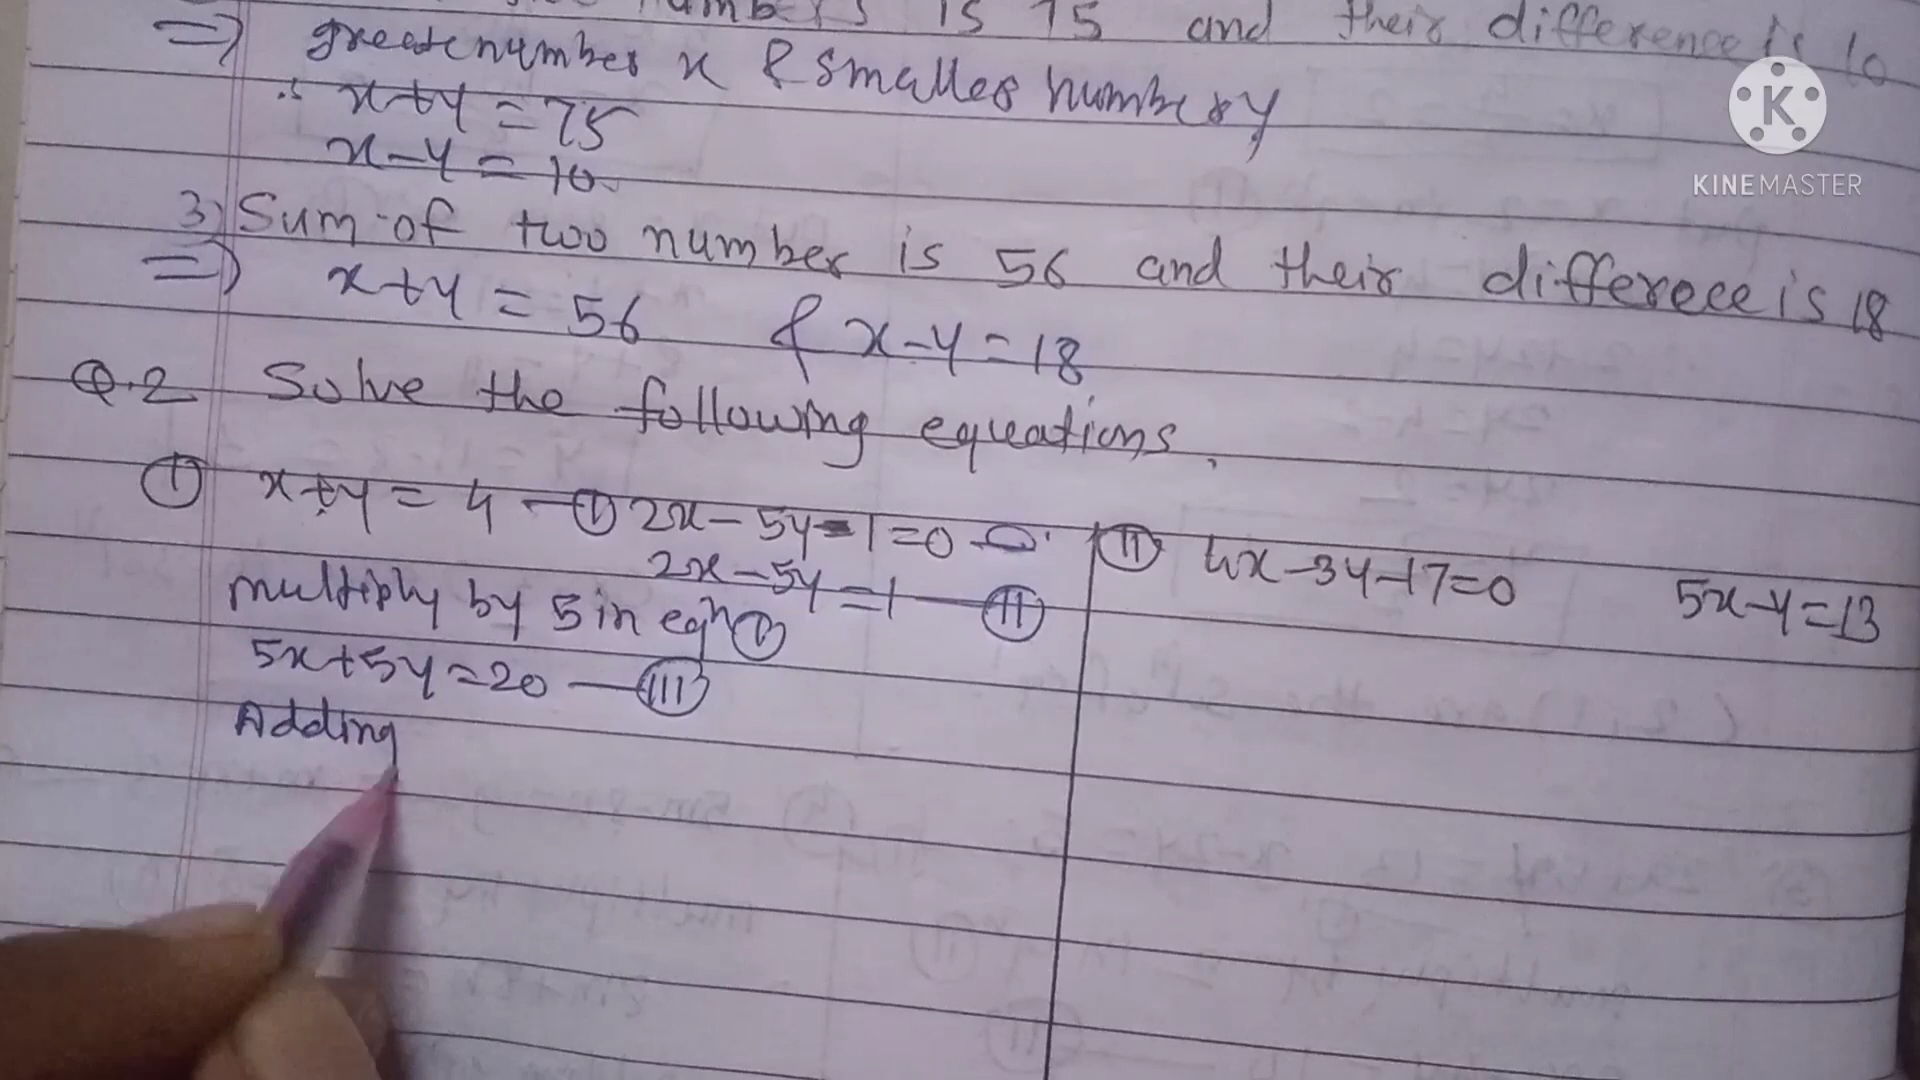 numbers is 75 and their difference is 10
=> greate number x & smaller number y
∴ x+y=75
x-y=10
3) Sum of two number is 56 and their differece is 18
=> x+y=56 & x-y=18
Q.2 Solve the following equations.
(I) x+y=4 —(I) 2x-5y-1=0
2x-5y=1 —(II)
multiply by 5 in eqn (I)
5x+5y=20 —(III)
Adding
(II) 4x-3y-17=0 5x-y=13
K
KINEMASTER